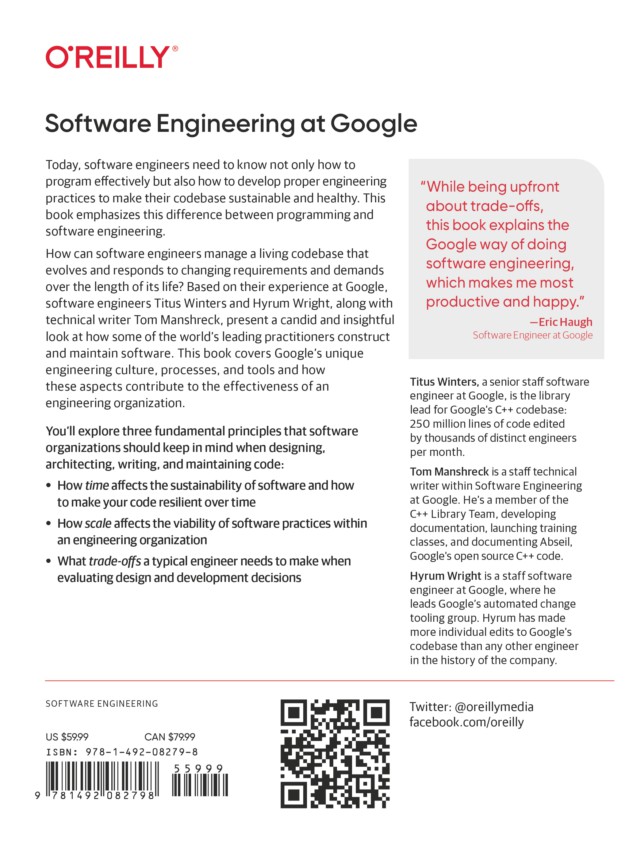 O'REILLY®
Software Engineering at Google
Today, software engineers need to know not only how to
program effectively but also how to develop proper engineering
practices to make their codebase sustainable and healthy. This
book emphasizes this difference between programming and
software engineering.
How can software engineers manage a living codebase that
evolves and responds to changing requirements and demands
over the length of its life? Based on their experience at Google,
software engineers Titus Winters and Hyrum Wright, along with
technical writer Tom Manshreck, present a candid and insightful
look at how some of the world's leading practitioners construct
and maintain software. This book covers Google's unique
engineering culture, processes, and tools and how
these aspects contribute to the effectiveness of an
engineering organization.
You'll explore three fundamental principles that software
organizations should keep in mind when designing,
architecting, writing, and maintaining code:
• How time affects the sustainability of software and how
to make your code resilient over time
• How scale affects the viability of software practices within
an engineering organization
• What trade-offs a typical engineer needs to make when
evaluating design and development decisions
"While being upfront
about trade-offs,
this book explains the
Google way of doing
software engineering,
which makes me most
productive and happy."
—Eric Haugh
Software Engineer at Google
Titus Winters, a senior staff software
engineer at Google, is the library
lead for Google's C++ codebase:
250 million lines of code edited
by thousands of distinct engineers
per month.
Tom Manshreck is a staff technical
writer within Software Engineering
at Google. He's a member of the
C++ Library Team, developing
documentation, launching training
classes, and documenting Abseil,
Google's open source C++ code.
Hyrum Wright is a staff software
engineer at Google, where he
leads Google's automated change
tooling group. Hyrum has made
more individual edits to Google's
codebase than any other engineer
in the history of the company.
SOFTWARE ENGINEERING
US $59.99 CAN $79.99
ISBN: 978-1-492-08279-8
55999
9 781492 082798
Twitter: @oreillymedia
facebook.com/oreilly